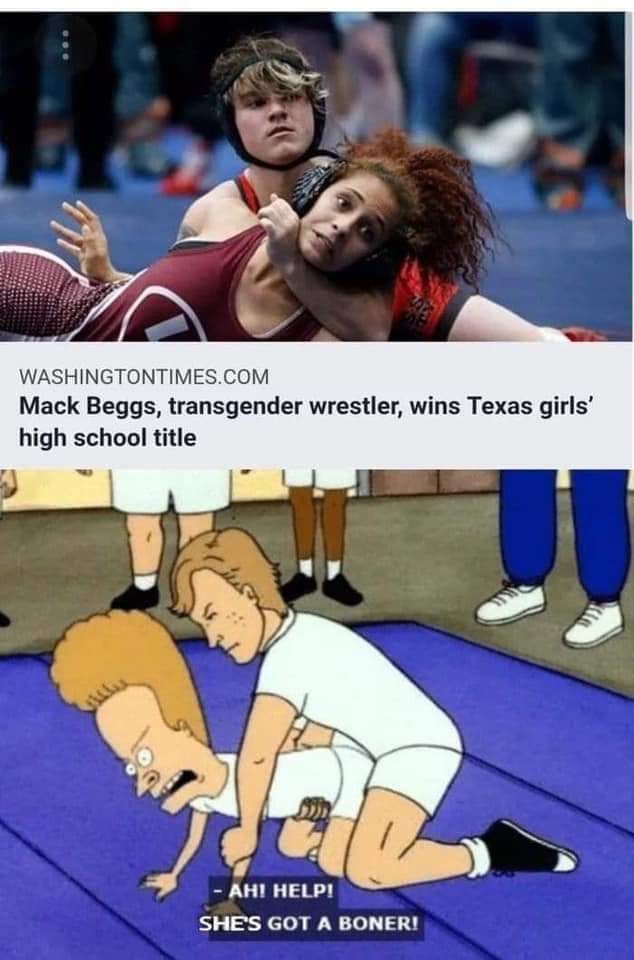 WASHINGTONTIMES.COM
Mack Beggs, transgender wrestler, wins Texas girls’
high school title
- AH! HELP!
SHE'S GOT A BONER!